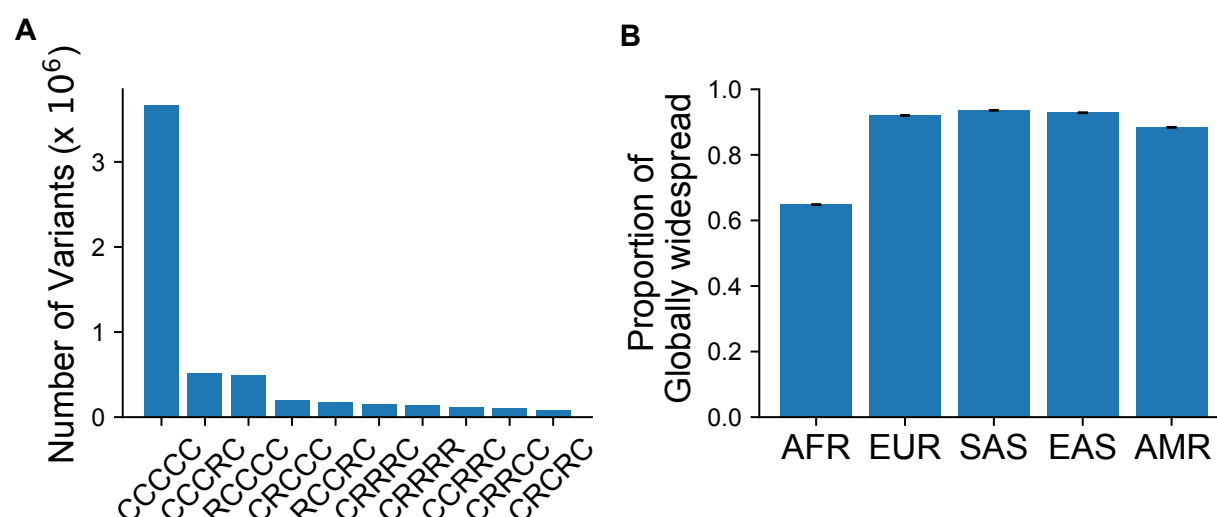 A
Number of Variants (x 10⁶)
3
2
1
0
CCCCC
CCCRC
RCCCC
CRCCC
RCCRC
CRRRC
CRRRR
CCRRC
CRRCC
CRCRC
B
Proportion of
Globally widespread
1.0
0.8
0.6
0.4
0.2
0.0
AFR EUR SAS EAS AMR